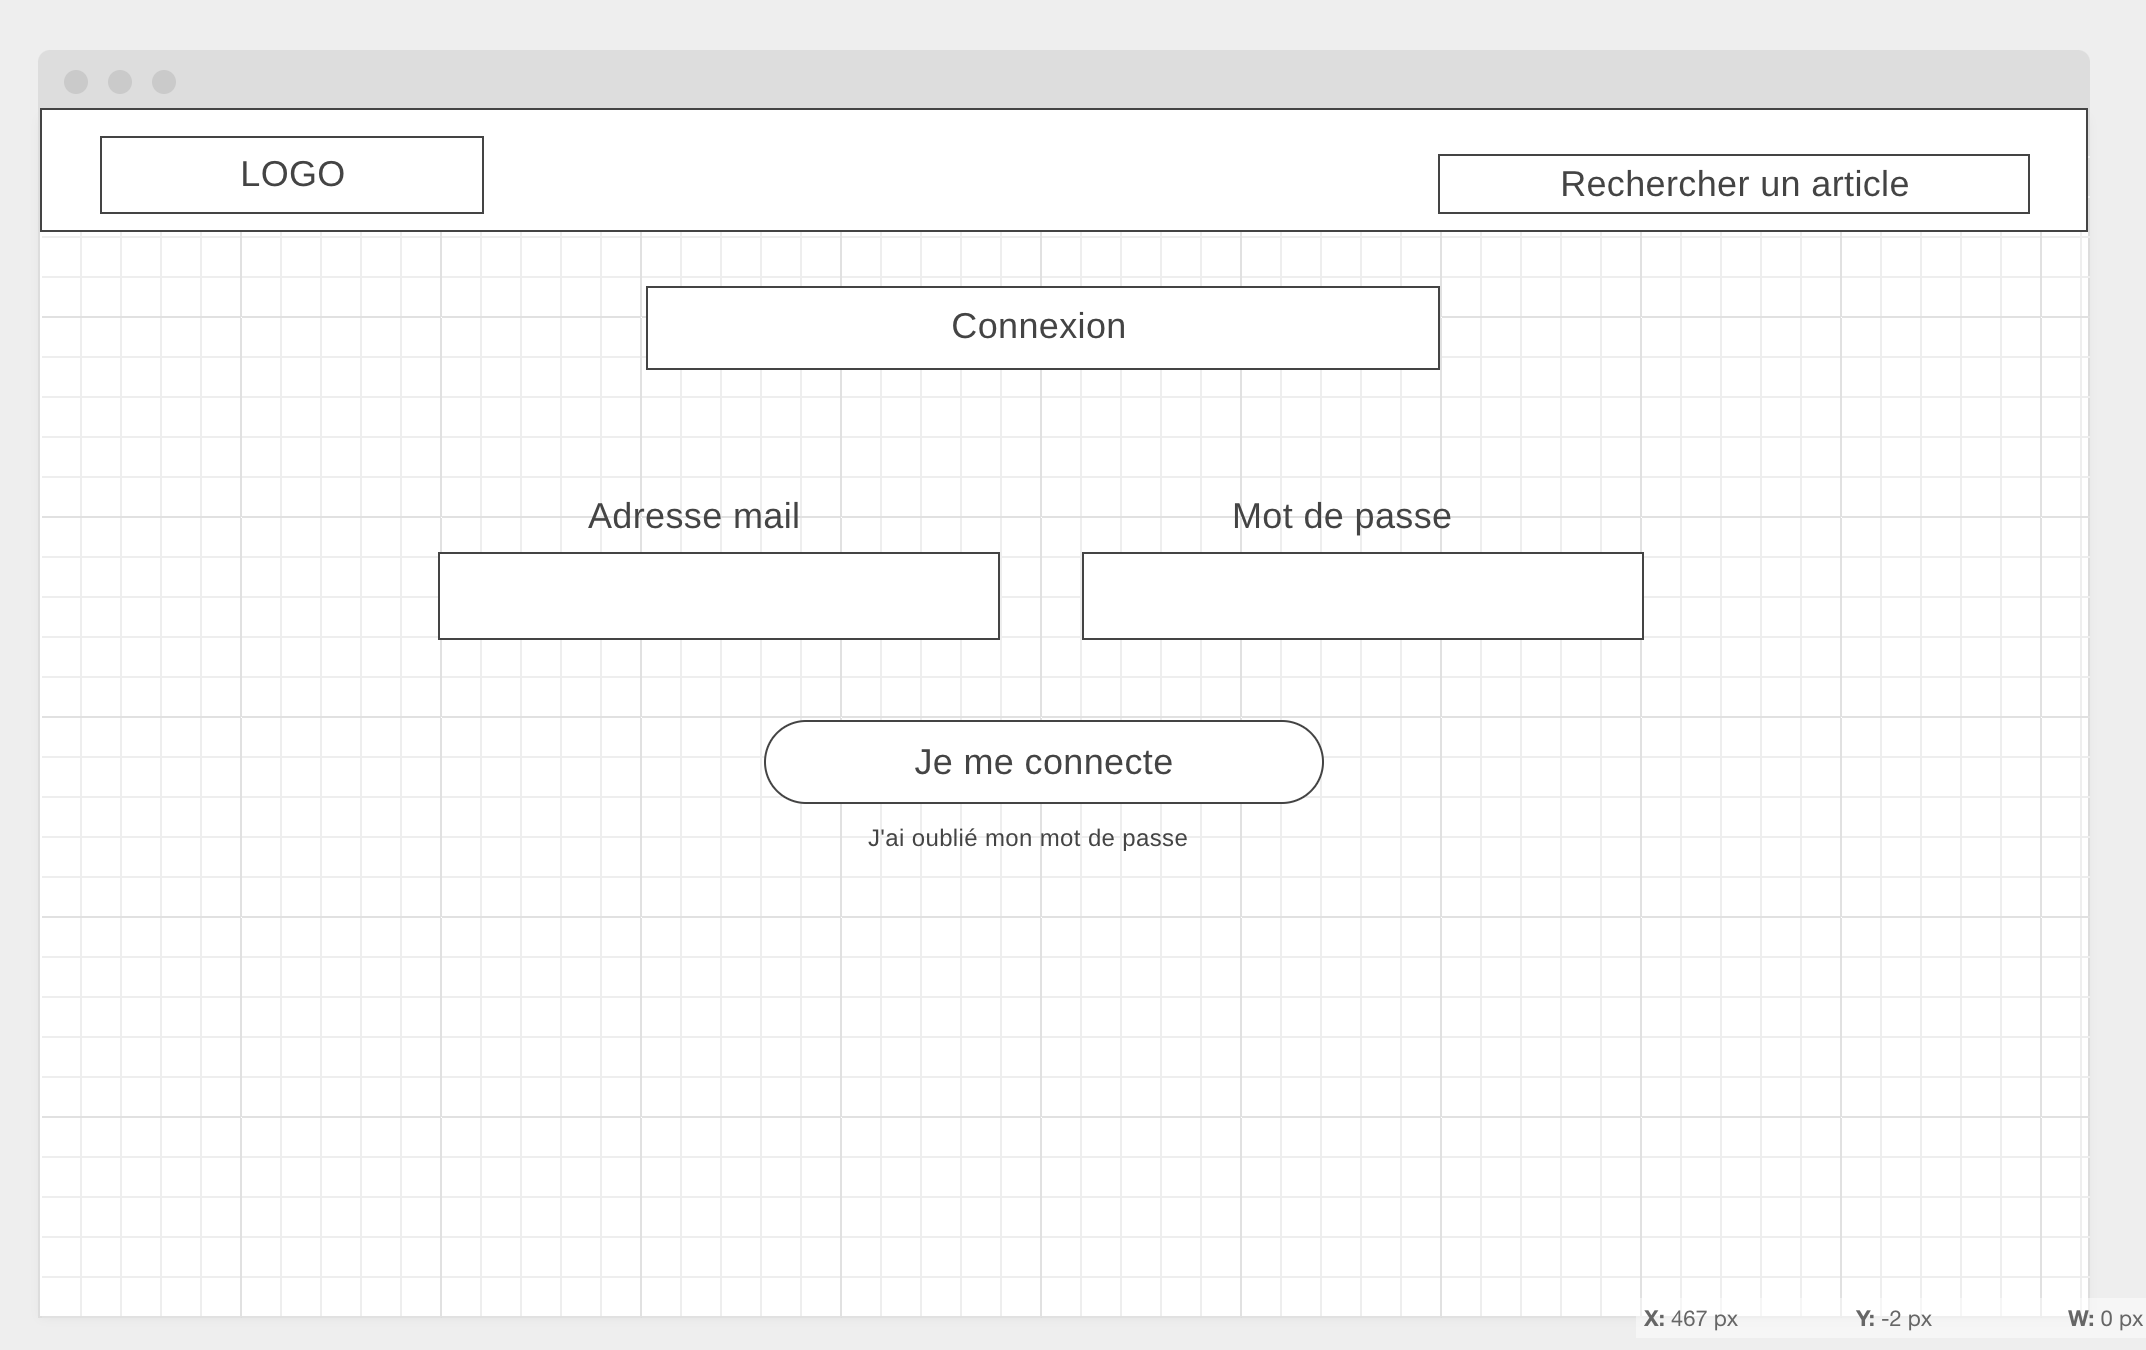 LOGO
Rechercher un article
Connexion
Adresse mail
Mot de passe
Je me connecte
J'ai oublié mon mot de passe
X: 467 px Y: -2 px W: 0 px